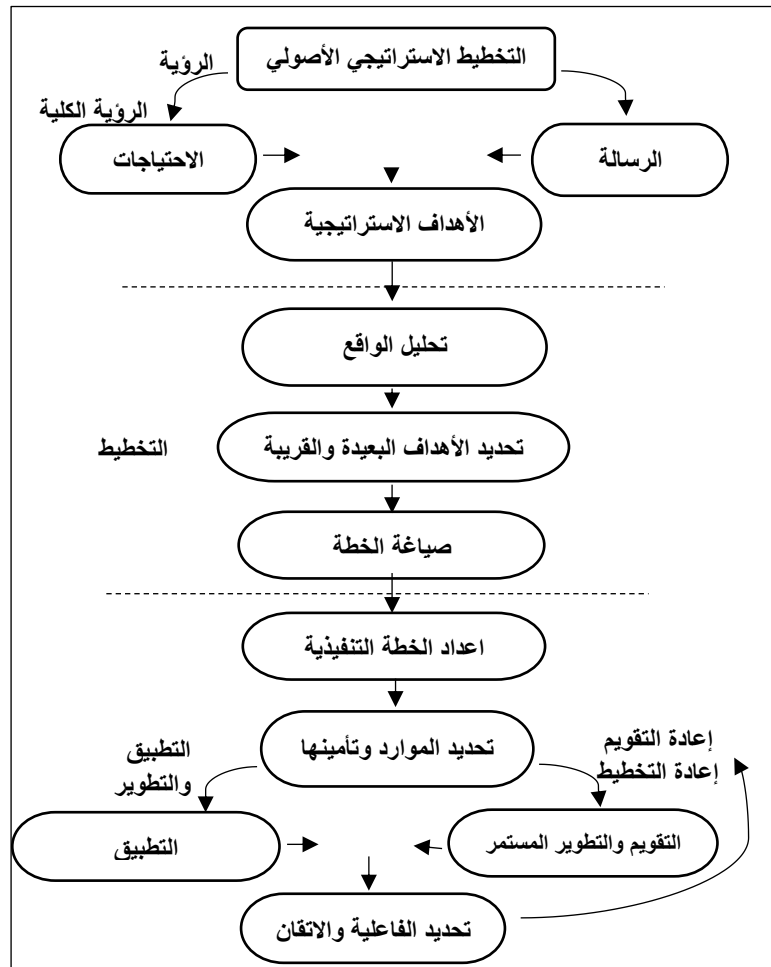 التخطيط الاستراتيجي الأصولي
الرؤية
الرؤية الكلية
الرسالة
الاحتياجات
الأهداف الاستراتيجية
تحليل الواقع
تحديد الأهداف البعيدة والقريبة
التخطيط
صياغة الخطة
اعداد الخطة التنفيذية
تحديد الموارد وتأمينها
إعادة التقويم
إعادة التخطيط
التطبيق
والتطوير
التقويم والتطوير المستمر
التطبيق
تحديد الفاعلية والاتقان